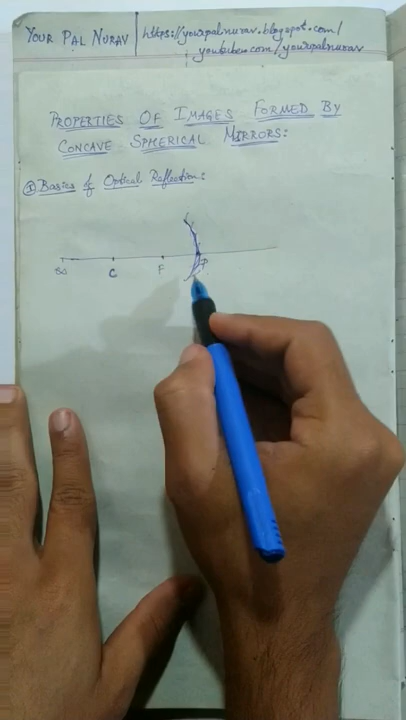 YOUR PAL NURAV
https://yourpalnurav.blogspot.com/
youtube.com/yourpalnurav
PROPERTIES OF IMAGES FORMED BY
CONCAVE SPHERICAL MIRRORS:
① Basics of Optical Reflection:
∞ C F P